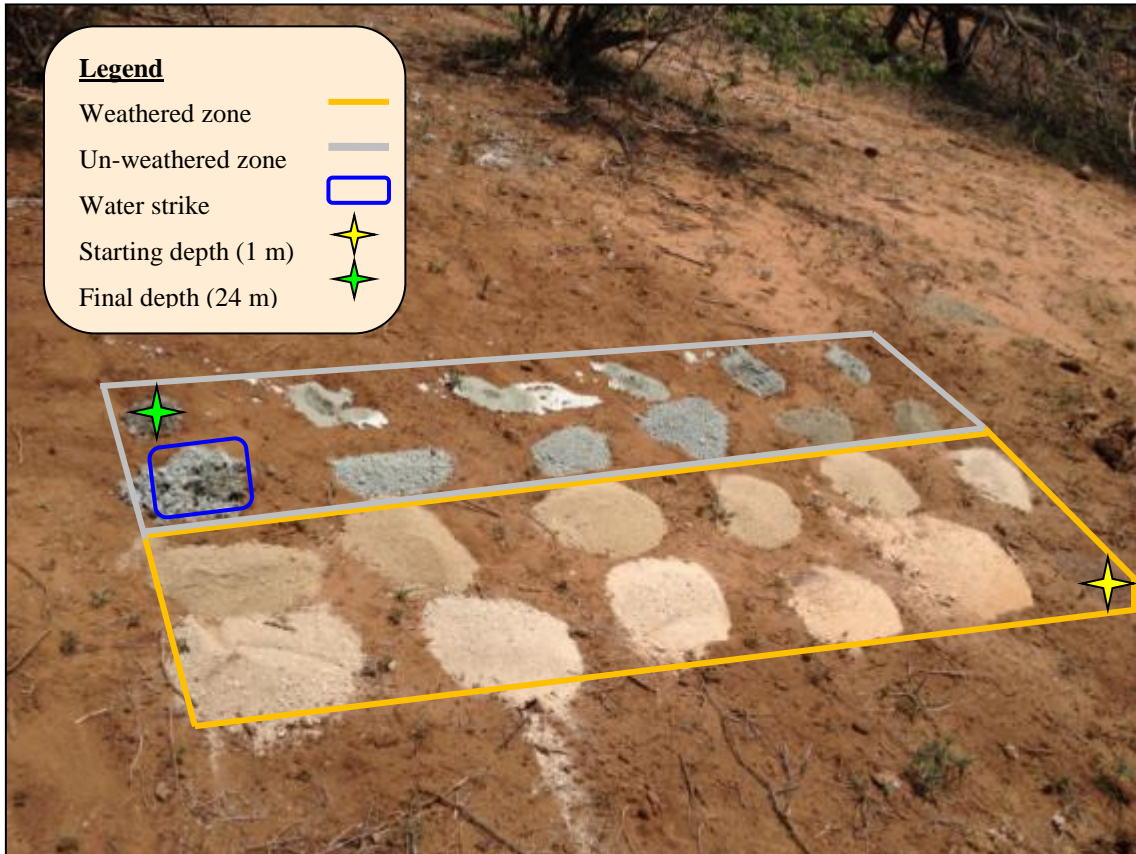 Legend
Weathered zone
Un-weathered zone
Water strike
Starting depth (1 m)
Final depth (24 m)